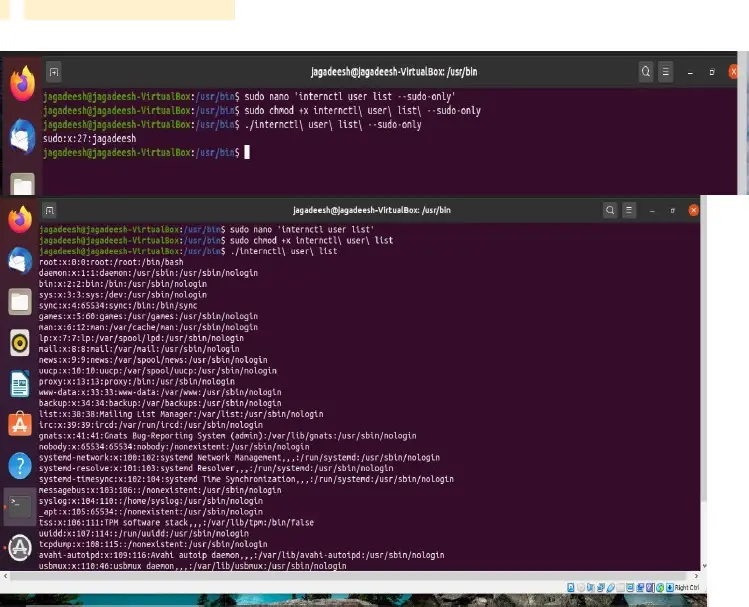 jagadeesh@jagadeesh-VirtualBox: /usr/bin
jagadeesh@jagadeesh-VirtualBox:/usr/bin$ sudo nano 'internctl user list --sudo-only'
jagadeesh@jagadeesh-VirtualBox:/usr/bin$ sudo chmod +x internctl\ user\ list\ --sudo-only
jagadeesh@jagadeesh-VirtualBox:/usr/bin$ ./internctl\ user\ list\ --sudo-only
sudo:x:27:jagadeesh
jagadeesh@jagadeesh-VirtualBox:/usr/bin$
jagadeesh@jagadeesh-VirtualBox: /usr/bin
jagadeesh@jagadeesh-VirtualBox:/usr/bin$ sudo nano 'internctl user list'
jagadeesh@jagadeesh-VirtualBox:/usr/bin$ sudo chmod +x internctl\ user\ list
jagadeesh@jagadeesh-VirtualBox:/usr/bin$ ./internctl\ user\ list
root:x:0:0:root:/root:/bin/bash
daemon:x:1:1:daemon:/usr/sbin:/usr/sbin/nologin
bin:x:2:2:bin:/bin:/usr/sbin/nologin
sys:x:3:3:sys:/dev:/usr/sbin/nologin
sync:x:4:65534:sync:/bin:/bin/sync
games:x:5:60:games:/usr/games:/usr/sbin/nologin
man:x:6:12:man:/var/cache/man:/usr/sbin/nologin
lp:x:7:7:lp:/var/spool/lpd:/usr/sbin/nologin
mail:x:8:8:mail:/var/mail:/usr/sbin/nologin
news:x:9:9:news:/var/spool/news:/usr/sbin/nologin
uucp:x:10:10:uucp:/var/spool/uucp:/usr/sbin/nologin
proxy:x:13:13:proxy:/bin:/usr/sbin/nologin
www-data:x:33:33:www-data:/var/www:/usr/sbin/nologin
backup:x:34:34:backup:/var/backups:/usr/sbin/nologin
list:x:38:38:Mailing List Manager:/var/list:/usr/sbin/nologin
irc:x:39:39:ircd:/var/run/ircd:/usr/sbin/nologin
gnats:x:41:41:Gnats Bug-Reporting System (admin):/var/lib/gnats:/usr/sbin/nologin
nobody:x:65534:65534:nobody:/nonexistent:/usr/sbin/nologin
systemd-network:x:100:102:systemd Network Management,,,:/run/systemd:/usr/sbin/nologin
systemd-resolve:x:101:103:systemd Resolver,,,:/run/systemd:/usr/sbin/nologin
systemd-timesync:x:102:104:systemd Time Synchronization,,,:/run/systemd:/usr/sbin/nologin
messagebus:x:103:106::/nonexistent:/usr/sbin/nologin
syslog:x:104:110::/home/syslog:/usr/sbin/nologin
_apt:x:105:65534::/nonexistent:/usr/sbin/nologin
tss:x:106:111:TPM software stack,,,:/var/lib/tpm:/bin/false
uuidd:x:107:114::/run/uuidd:/usr/sbin/nologin
tcpdump:x:108:115::/nonexistent:/usr/sbin/nologin
avahi-autoipd:x:109:116:Avahi autoip daemon,,,:/var/lib/avahi-autoipd:/usr/sbin/nologin
usbmux:x:110:46:usbmux daemon,,,:/var/lib/usbmux:/usr/sbin/nologin
Right Ctrl